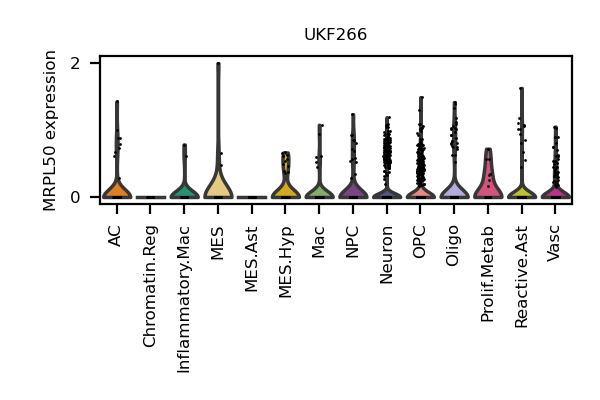 UKF266
MRPL50 expression
2
0
AC
Chromatin.Reg
Inflammatory.Mac
MES
MES.Ast
MES.Hyp
Mac
NPC
Neuron
OPC
Oligo
Prolif.Metab
Reactive.Ast
Vasc